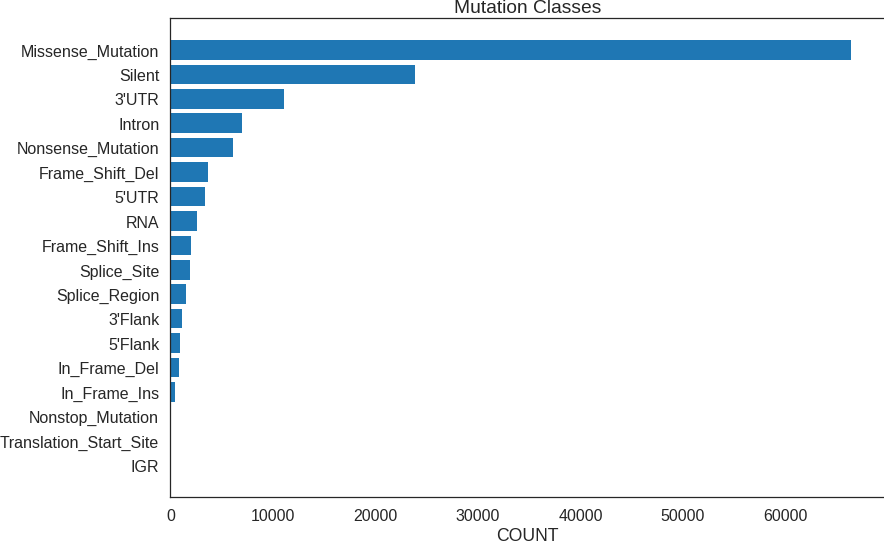 Mutation Classes
Missense_Mutation
Silent
3'UTR
Intron
Nonsense_Mutation
Frame_Shift_Del
5'UTR
RNA
Frame_Shift_Ins
Splice_Site
Splice_Region
3'Flank
5'Flank
In_Frame_Del
In_Frame_Ins
Nonstop_Mutation
Translation_Start_Site
IGR
0 10000 20000 30000 40000 50000 60000
COUNT